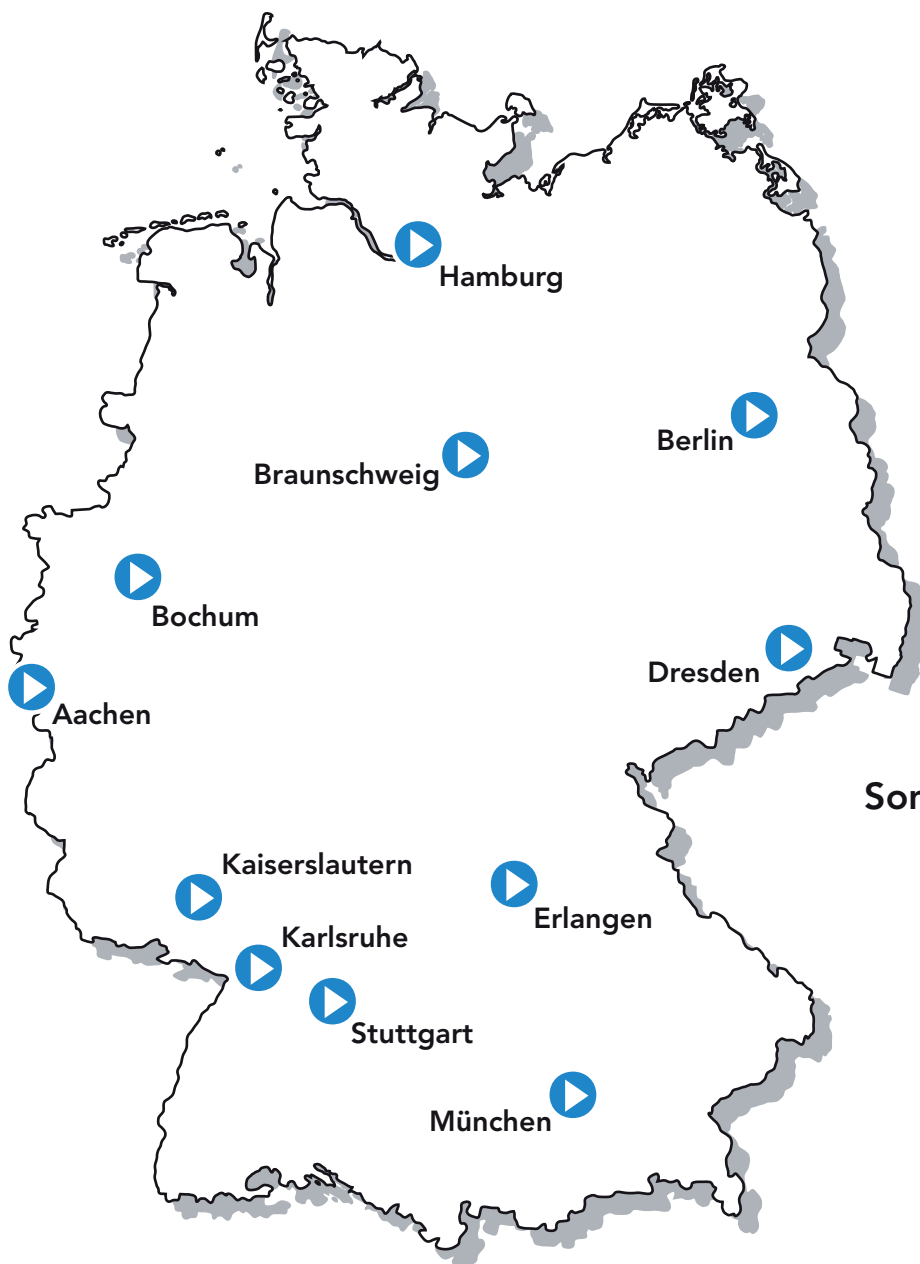 Hamburg
Berlin
Braunschweig
Bochum
Dresden
Aachen
Kaiserslautern
Erlangen
Karlsruhe
Stuttgart
München